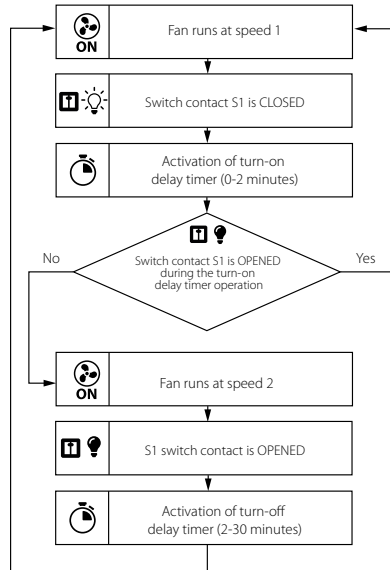 ON
Fan runs at speed 1
Switch contact S1 is CLOSED
Activation of turn-on
delay timer (0-2 minutes)
No
Switch contact S1 is OPENED
during the turn-on
delay timer operation
Yes
ON
Fan runs at speed 2
S1 switch contact is OPENED
Activation of turn-off
delay timer (2-30 minutes)